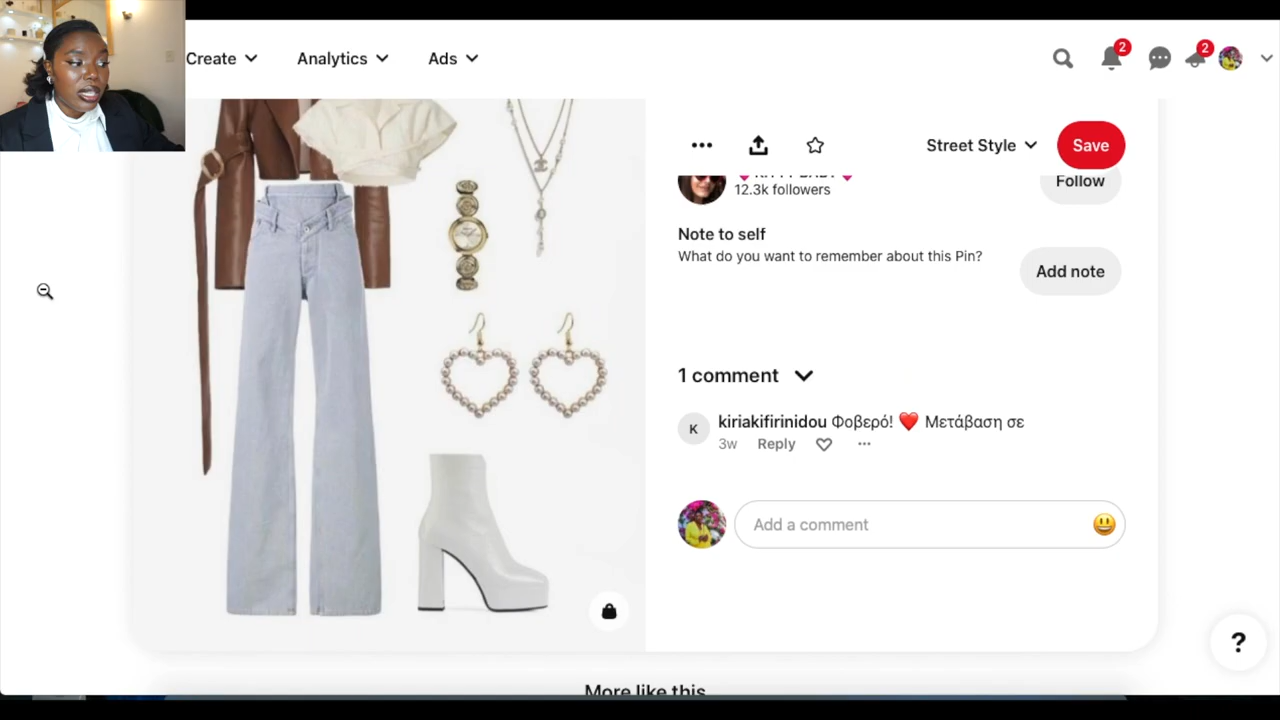 Create
Analytics
Ads
2
2
Street Style
Save
12.3k followers
Follow
Note to self
What do you want to remember about this Pin?
Add note
1 comment
K
kiriakifirinidou Φοβερό! ❤️ Μετάβαση σε
3w
Reply
Add a comment
?
More like this